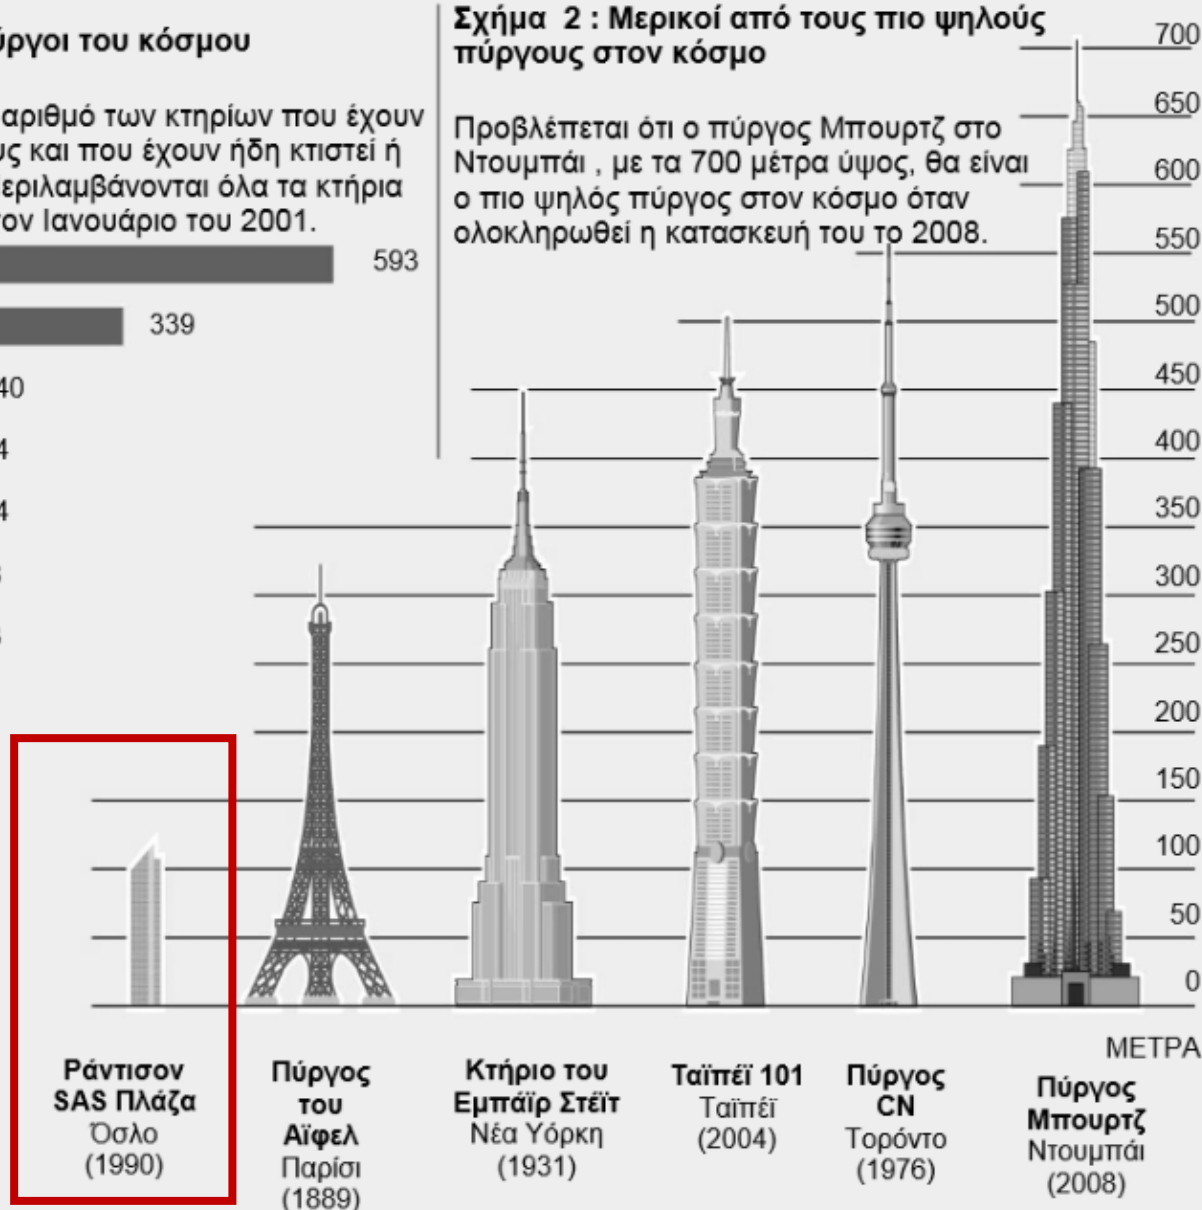 ύργοι του κόσμου
αριθμό των κτηρίων που έχουν
υς και που έχουν ήδη κτιστεί ή
εριλαμβάνονται όλα τα κτήρια
τον Ιανουάριο του 2001.
593
339
40
4
4
3
Σχήμα 2 : Μερικοί από τους πιο ψηλούς
πύργους στον κόσμο
Προβλέπεται ότι ο πύργος Μπουρτζ στο
Ντουμπάι , με τα 700 μέτρα ύψος, θα είναι
ο πιο ψηλός πύργος στον κόσμο όταν
ολοκληρωθεί η κατασκευή του το 2008.
700
650
600
550
500
450
400
350
300
250
200
150
100
50
0
ΜΕΤΡΑ
Ράντισον
SAS Πλάζα
Όσλο
(1990)
Πύργος
του
Αϊφελ
Παρίσι
(1889)
Κτήριο του
Εμπάϊρ Στέϊτ
Νέα Υόρκη
(1931)
Ταϊπέϊ 101
Ταϊπέϊ
(2004)
Πύργος
CN
Τορόντο
(1976)
Πύργος
Μπουρτζ
Ντουμπάι
(2008)